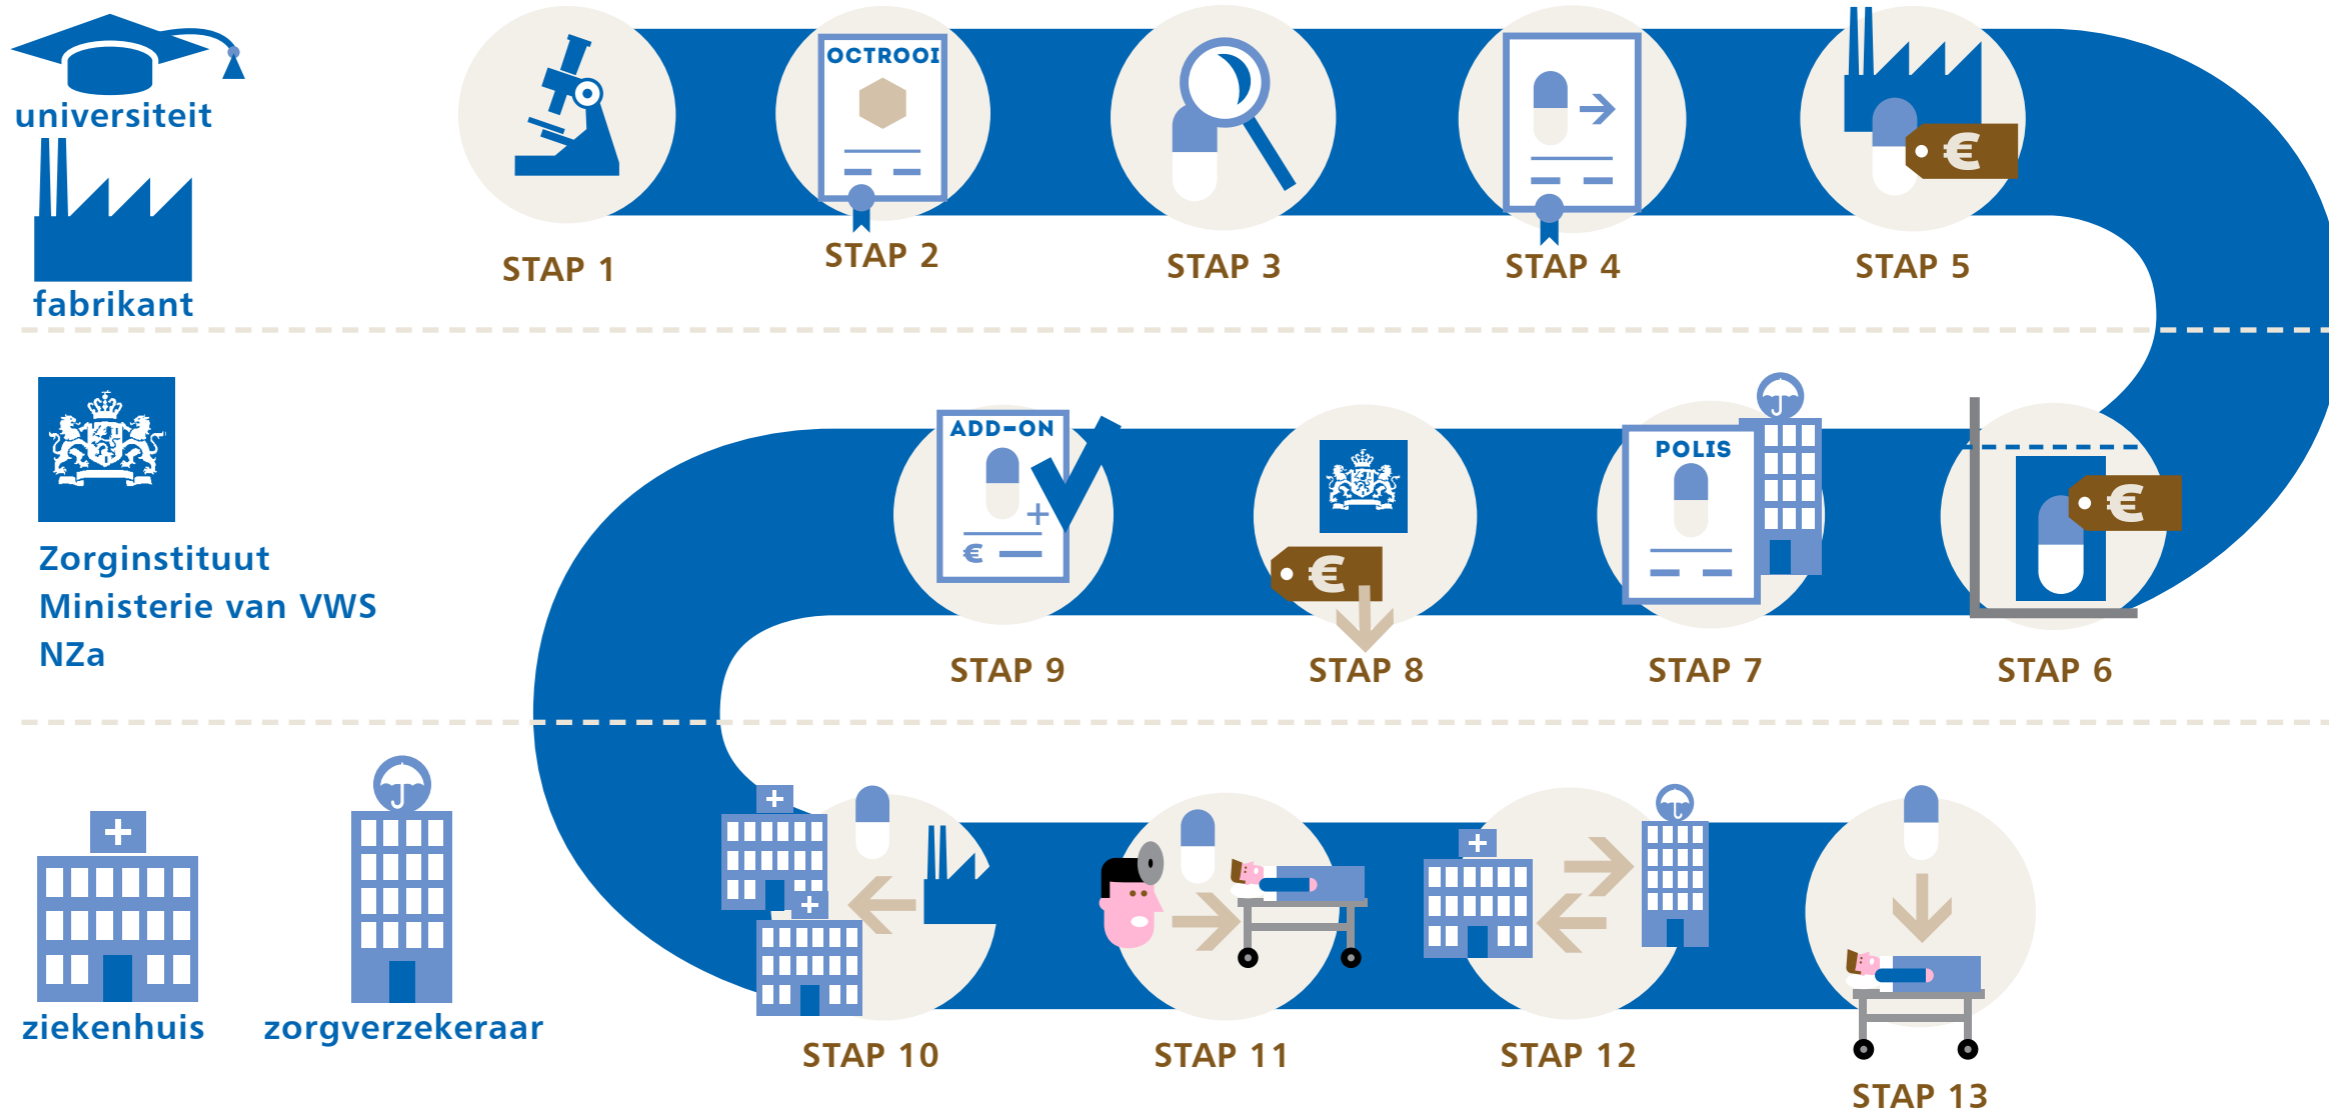 universiteit
fabrikant
OCTROOI
STAP 1
STAP 2
STAP 3
STAP 4
€
STAP 5
Zorginstituut
Ministerie van VWS
NZa
ADD-ON
+
€
STAP 9
€
STAP 8
POLIS
STAP 7
€
STAP 6
ziekenhuis
zorgverzekeraar
STAP 10
STAP 11
STAP 12
STAP 13